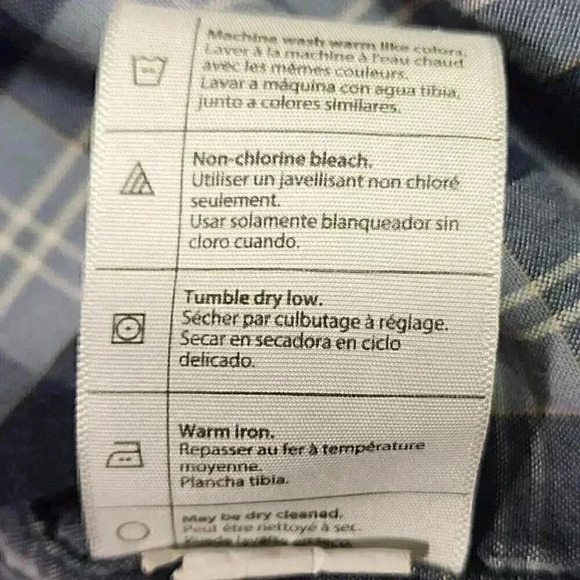 Machine wash warm like colors.
Laver à la machine à l'eau chaud
avec les mêmes couleurs.
Lavar a máquina con agua tibia,
junto a colores similares.
Non-chlorine bleach.
Utiliser un javellisant non chloré
seulement.
Usar solamente blanqueador sin
cloro cuando.
Tumble dry low.
Sécher par culbutage à réglage.
Secar en secadora en ciclo
delicado.
Warm iron.
Repasser au fer à température
moyenne.
Plancha tibia.
May be dry cleaned.
Peut être nettoyé à sec.